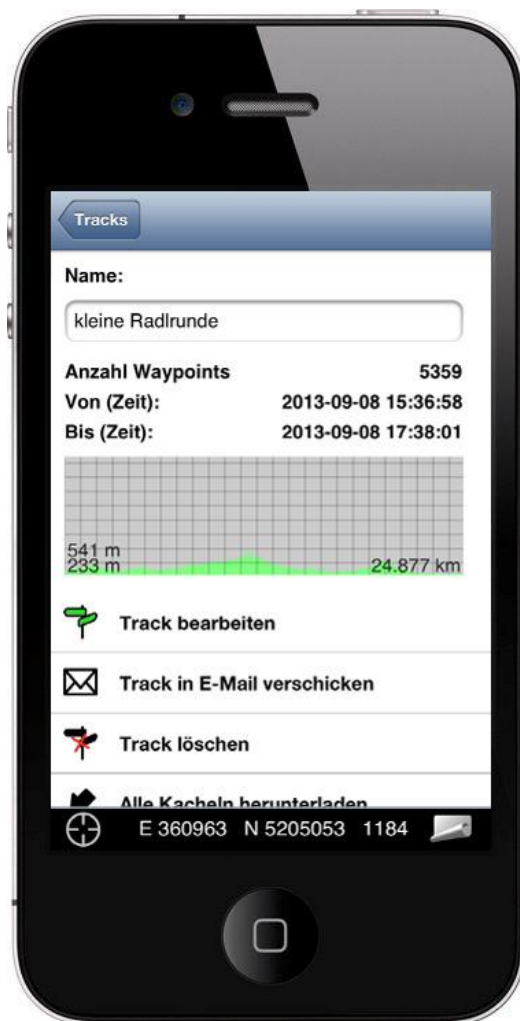 Tracks
Name:
kleine Radlrunde
Anzahl Waypoints 5359
Von (Zeit): 2013-09-08 15:36:58
Bis (Zeit): 2013-09-08 17:38:01
541 m
233 m 24.877 km
Track bearbeiten
Track in E-Mail verschicken
Track löschen
Alle Kacheln herunterladen
E 360963 N 5205053 1184